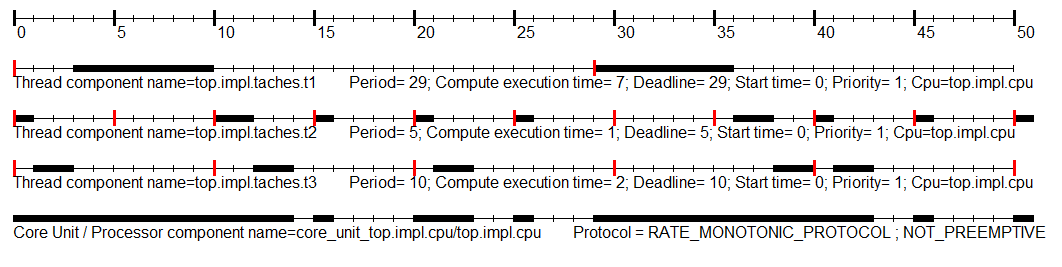 0 5 10 15 20 25 30 35 40 45 50
Thread component name=top.impl.taches.t1 Period= 29; Compute execution time= 7; Deadline= 29; Start time= 0; Priority= 1; Cpu=top.impl.cpu
Thread component name=top.impl.taches.t2 Period= 5; Compute execution time= 1; Deadline= 5; Start time= 0; Priority= 1; Cpu=top.impl.cpu
Thread component name=top.impl.taches.t3 Period= 10; Compute execution time= 2; Deadline= 10; Start time= 0; Priority= 1; Cpu=top.impl.cpu
Core Unit / Processor component name=core_unit_top.impl.cpu/top.impl.cpu Protocol = RATE_MONOTONIC_PROTOCOL ; NOT_PREEMPTIVE